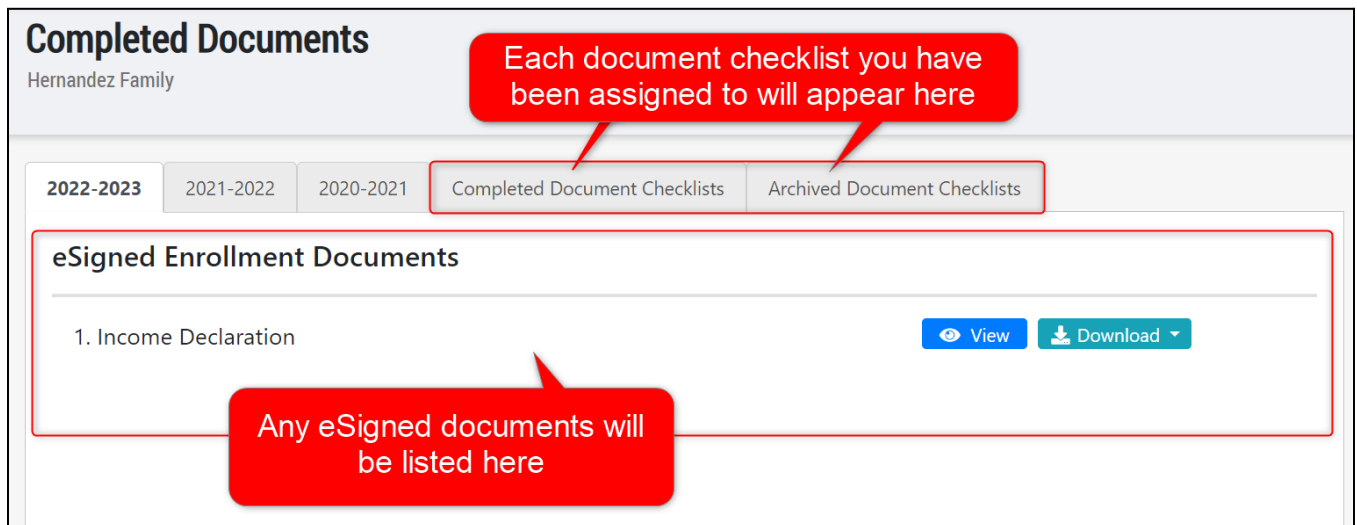 Completed Documents
Hernandez Family
Each document checklist you have
been assigned to will appear here
2022-2023
2021-2022
2020-2021
Completed Document Checklists
Archived Document Checklists
eSigned Enrollment Documents
1. Income Declaration
View
Download
Any eSigned documents will
be listed here